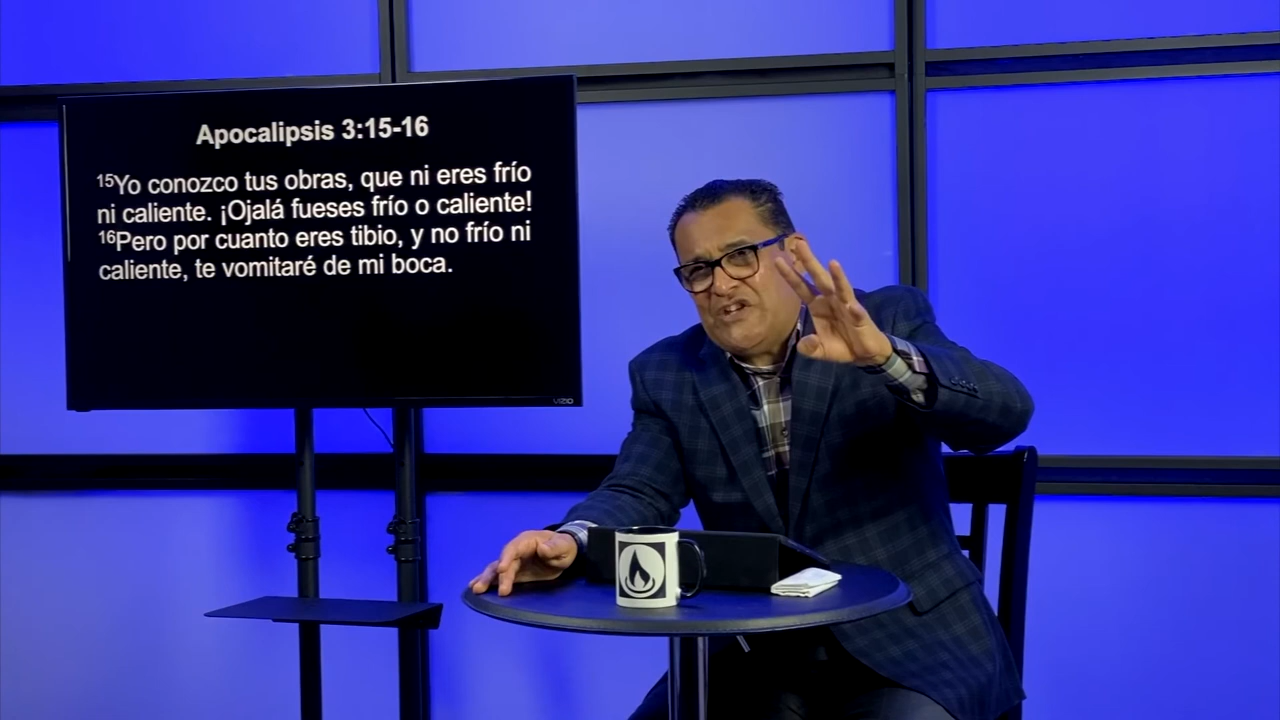 Apocalipsis 3:15-16
¹⁵Yo conozco tus obras, que ni eres frío
ni caliente. ¡Ojalá fueses frío o caliente!
¹⁶Pero por cuanto eres tibio, y no frío ni
caliente, te vomitaré de mi boca.
VIZIO